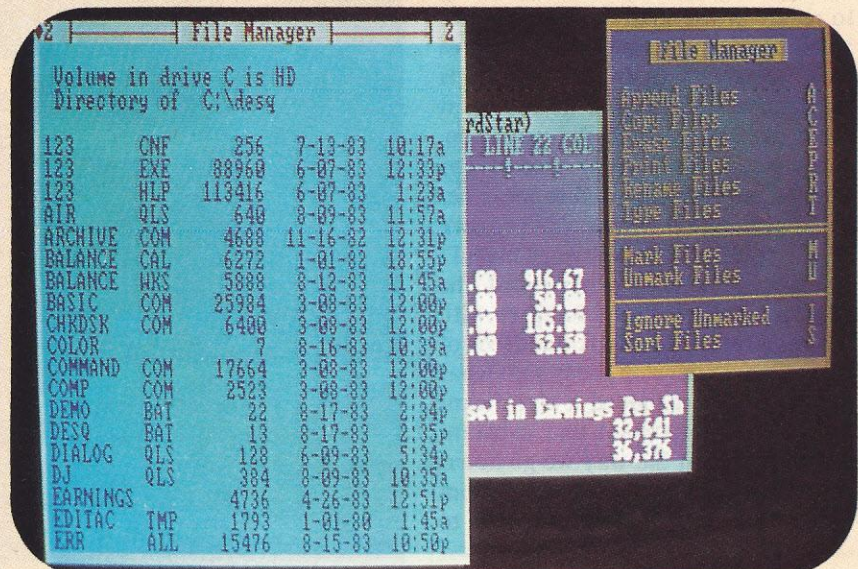 2 File Manager 2
Volume in drive C is HD
Directory of C:\desq
123 CNF 256 7-13-83 10:17a
123 EXE 88960 6-07-83 12:33p
123 HLP 113416 6-07-83 1:23a
AIR QLS 640 8-09-83 11:57a
ARCHIVE COM 4688 11-16-82 12:31p
BALANCE CAL 6272 1-01-82 18:55p
BALANCE WKS 5888 8-12-83 11:45a
BASIC COM 25984 3-08-83 12:00p
CHKDSK COM 6400 3-08-83 12:00p
COLOR 7 8-16-83 10:39a
COMMAND COM 17664 3-08-83 12:00p
COMP COM 2523 3-08-83 12:00p
DEMO BAT 22 8-17-83 2:34p
DESQ BAT 13 8-17-83 2:35p
DIALOG QLS 128 6-09-83 5:34p
DJ QLS 384 8-09-83 10:35a
EARNINGS 4736 4-26-83 12:51p
EDITAC TMP 1793 1-01-80 1:45a
ERR ALL 15476 8-15-83 10:50p
rdStar)
1 LINE 22 COL
.00 916.67
.00 50.00
.00 105.00
.00 52.50
sed in Earnings Per Sh
32,641
36,376
File Manager
Append Files A
Copy Files C
Erase Files E
Print Files P
Rename Files R
Type Files T
Mark Files M
Unmark Files U
Ignore Unmarked I
Sort Files S